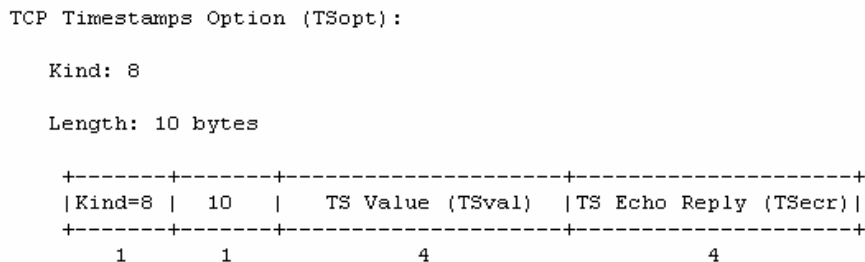 TCP Timestamps Option (TSopt):
Kind: 8
Length: 10 bytes
+-------+-------+---------------------+---------------------+
|Kind=8 |  10   |   TS Value (TSval)  |TS Echo Reply (TSecr)|
+-------+-------+---------------------+---------------------+
    1       1              4                     4